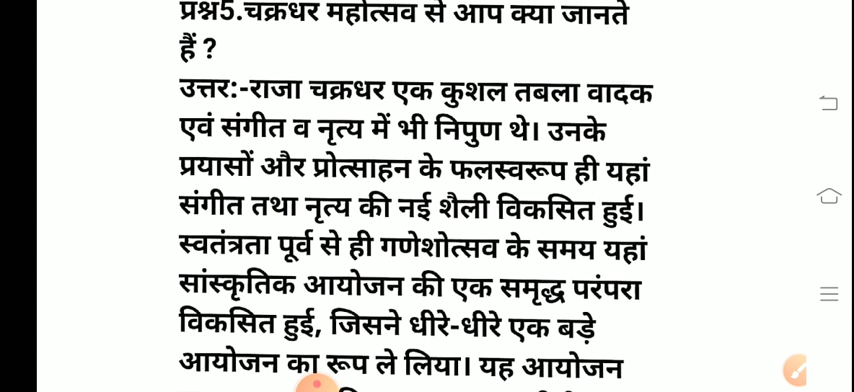 प्रश्न5.चक्रधर महोत्सव से आप क्या जानते
हैं ?
उत्तर:-राजा चक्रधर एक कुशल तबला वादक
एवं संगीत व नृत्य में भी निपुण थे। उनके
प्रयासों और प्रोत्साहन के फलस्वरूप ही यहां
संगीत तथा नृत्य की नई शैली विकसित हुई।
स्वतंत्रता पूर्व से ही गणेशोत्सव के समय यहां
सांस्कृतिक आयोजन की एक समृद्ध परंपरा
विकसित हुई, जिसने धीरे-धीरे एक बड़े
आयोजन का रूप ले लिया। यह आयोजन